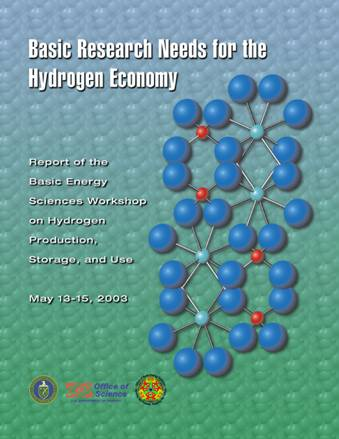 Basic Research Needs for the
Hydrogen Economy
Report of the
Basic Energy
Sciences Workshop
on Hydrogen
Production,
Storage, and Use
May 13-15, 2003
Office of
Science